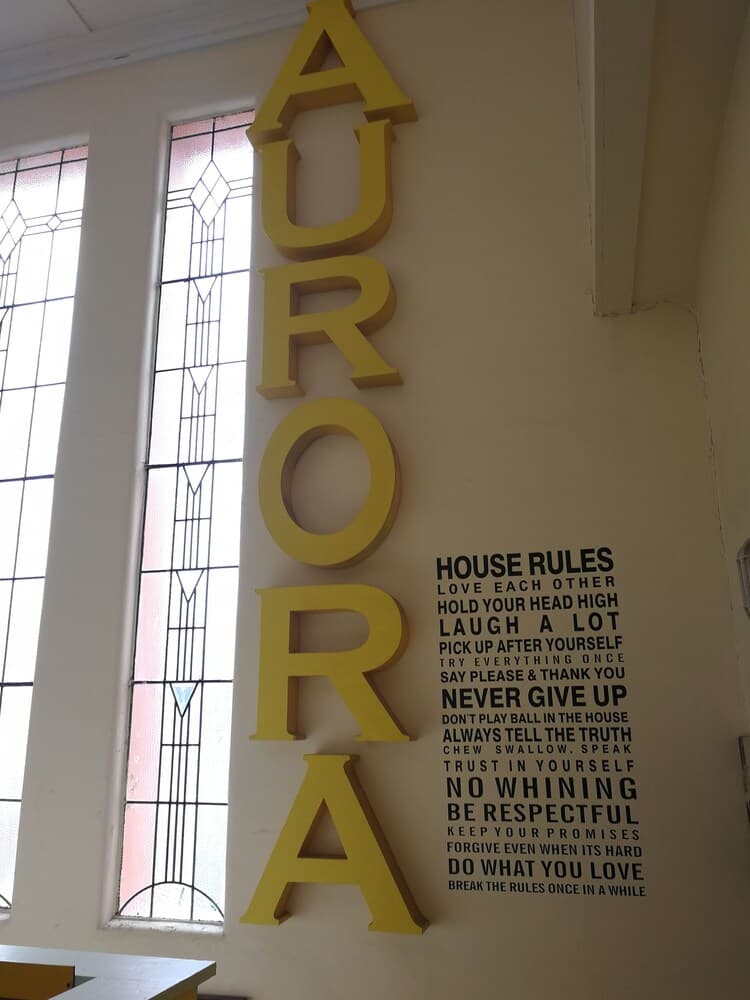 AURORA
HOUSE RULES
LOVE EACH OTHER
HOLD YOUR HEAD HIGH
LAUGH A LOT
PICK UP AFTER YOURSELF
TRY EVERYTHING ONCE
SAY PLEASE & THANK YOU
NEVER GIVE UP
DON'T PLAY BALL IN THE HOUSE
ALWAYS TELL THE TRUTH
CHEW SWALLOW. SPEAK
TRUST IN YOURSELF
NO WHINING
BE RESPECTFUL
KEEP YOUR PROMISES
FORGIVE EVEN WHEN ITS HARD
DO WHAT YOU LOVE
BREAK THE RULES ONCE IN A WHILE